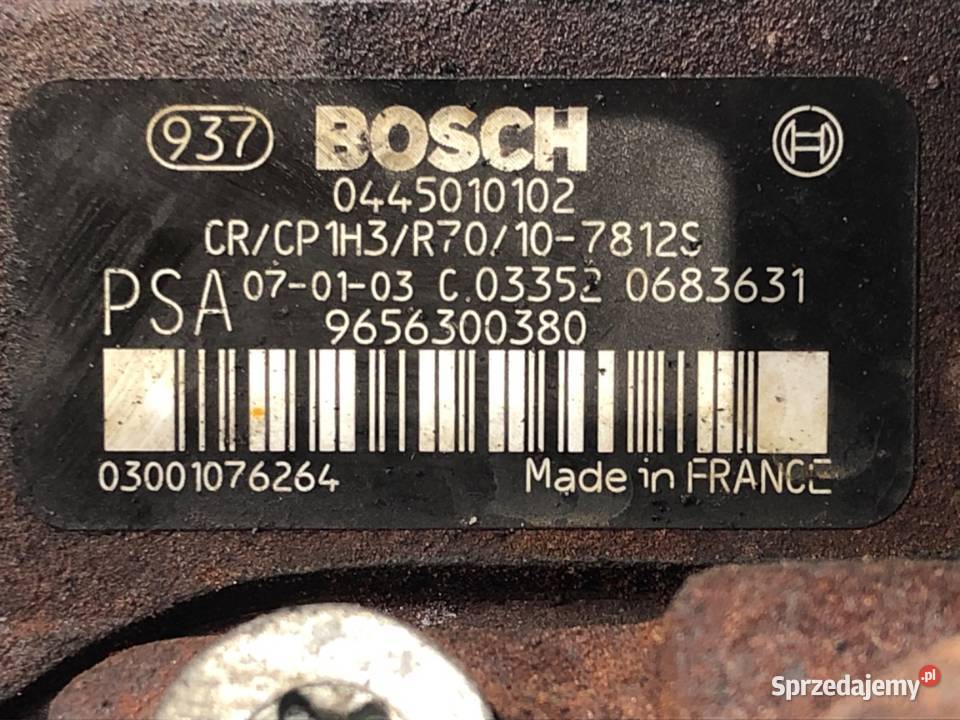 937 BOSCH
0445010102
CR/CP1H3/R70/10-7812S
PSA 07-01-03 C.03352 0683631
9656300380
03001076264 Made in FRANCE
Sprzedajemy.pl